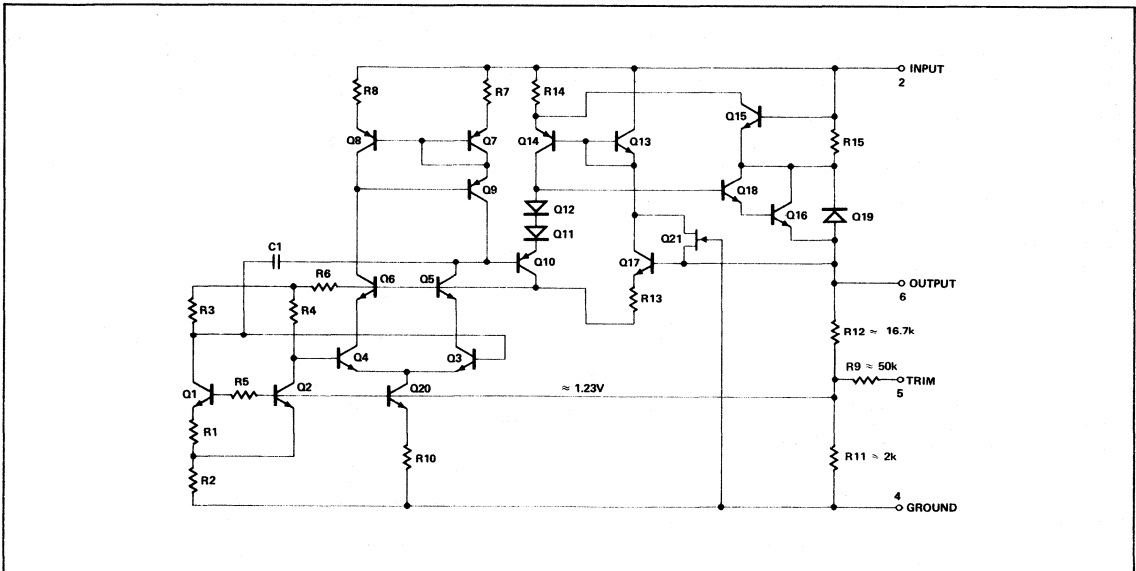 INPUT
2
R8
R7
R14
Q15
Q8
Q7
Q14
Q13
R15
Q9
Q18
Q12
Q16
Q19
Q11
Q21
C1
Q10
Q17
R6
Q6
Q5
OUTPUT
6
R3
R4
R13
R12 ≈ 16.7k
Q4
Q3
R9 ≈ 50k
TRIM
5
R5
Q1
Q2
Q20
≈ 1.23V
R1
R10
R11 ≈ 2k
R2
4
GROUND